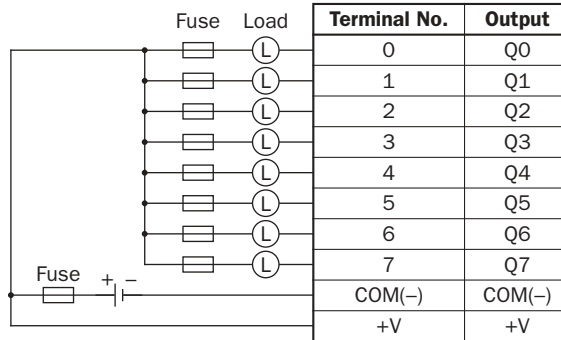 Fuse Load Terminal No. Output
L 0 Q0
L 1 Q1
L 2 Q2
L 3 Q3
L 4 Q4
L 5 Q5
L 6 Q6
L 7 Q7
Fuse + – COM(–) COM(–)
+V +V